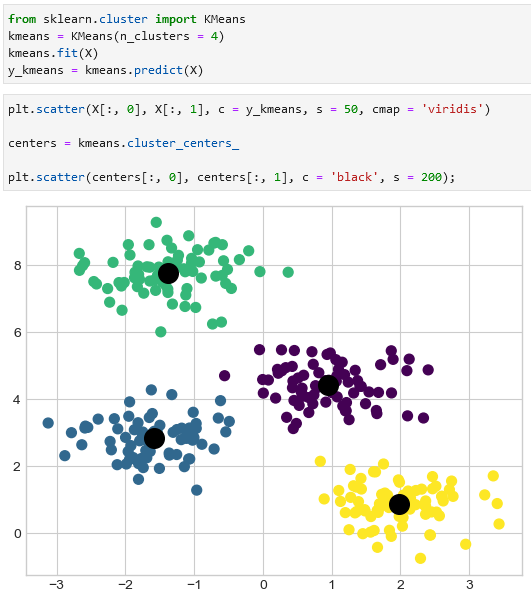 from sklearn.cluster import KMeans
kmeans = KMeans(n_clusters = 4)
kmeans.fit(X)
y_kmeans = kmeans.predict(X)
plt.scatter(X[:, 0], X[:, 1], c = y_kmeans, s = 50, cmap = 'viridis')
centers = kmeans.cluster_centers_
plt.scatter(centers[:, 0], centers[:, 1], c = 'black', s = 200);
8
6
4
2
0
−3 −2 −1 0 1 2 3